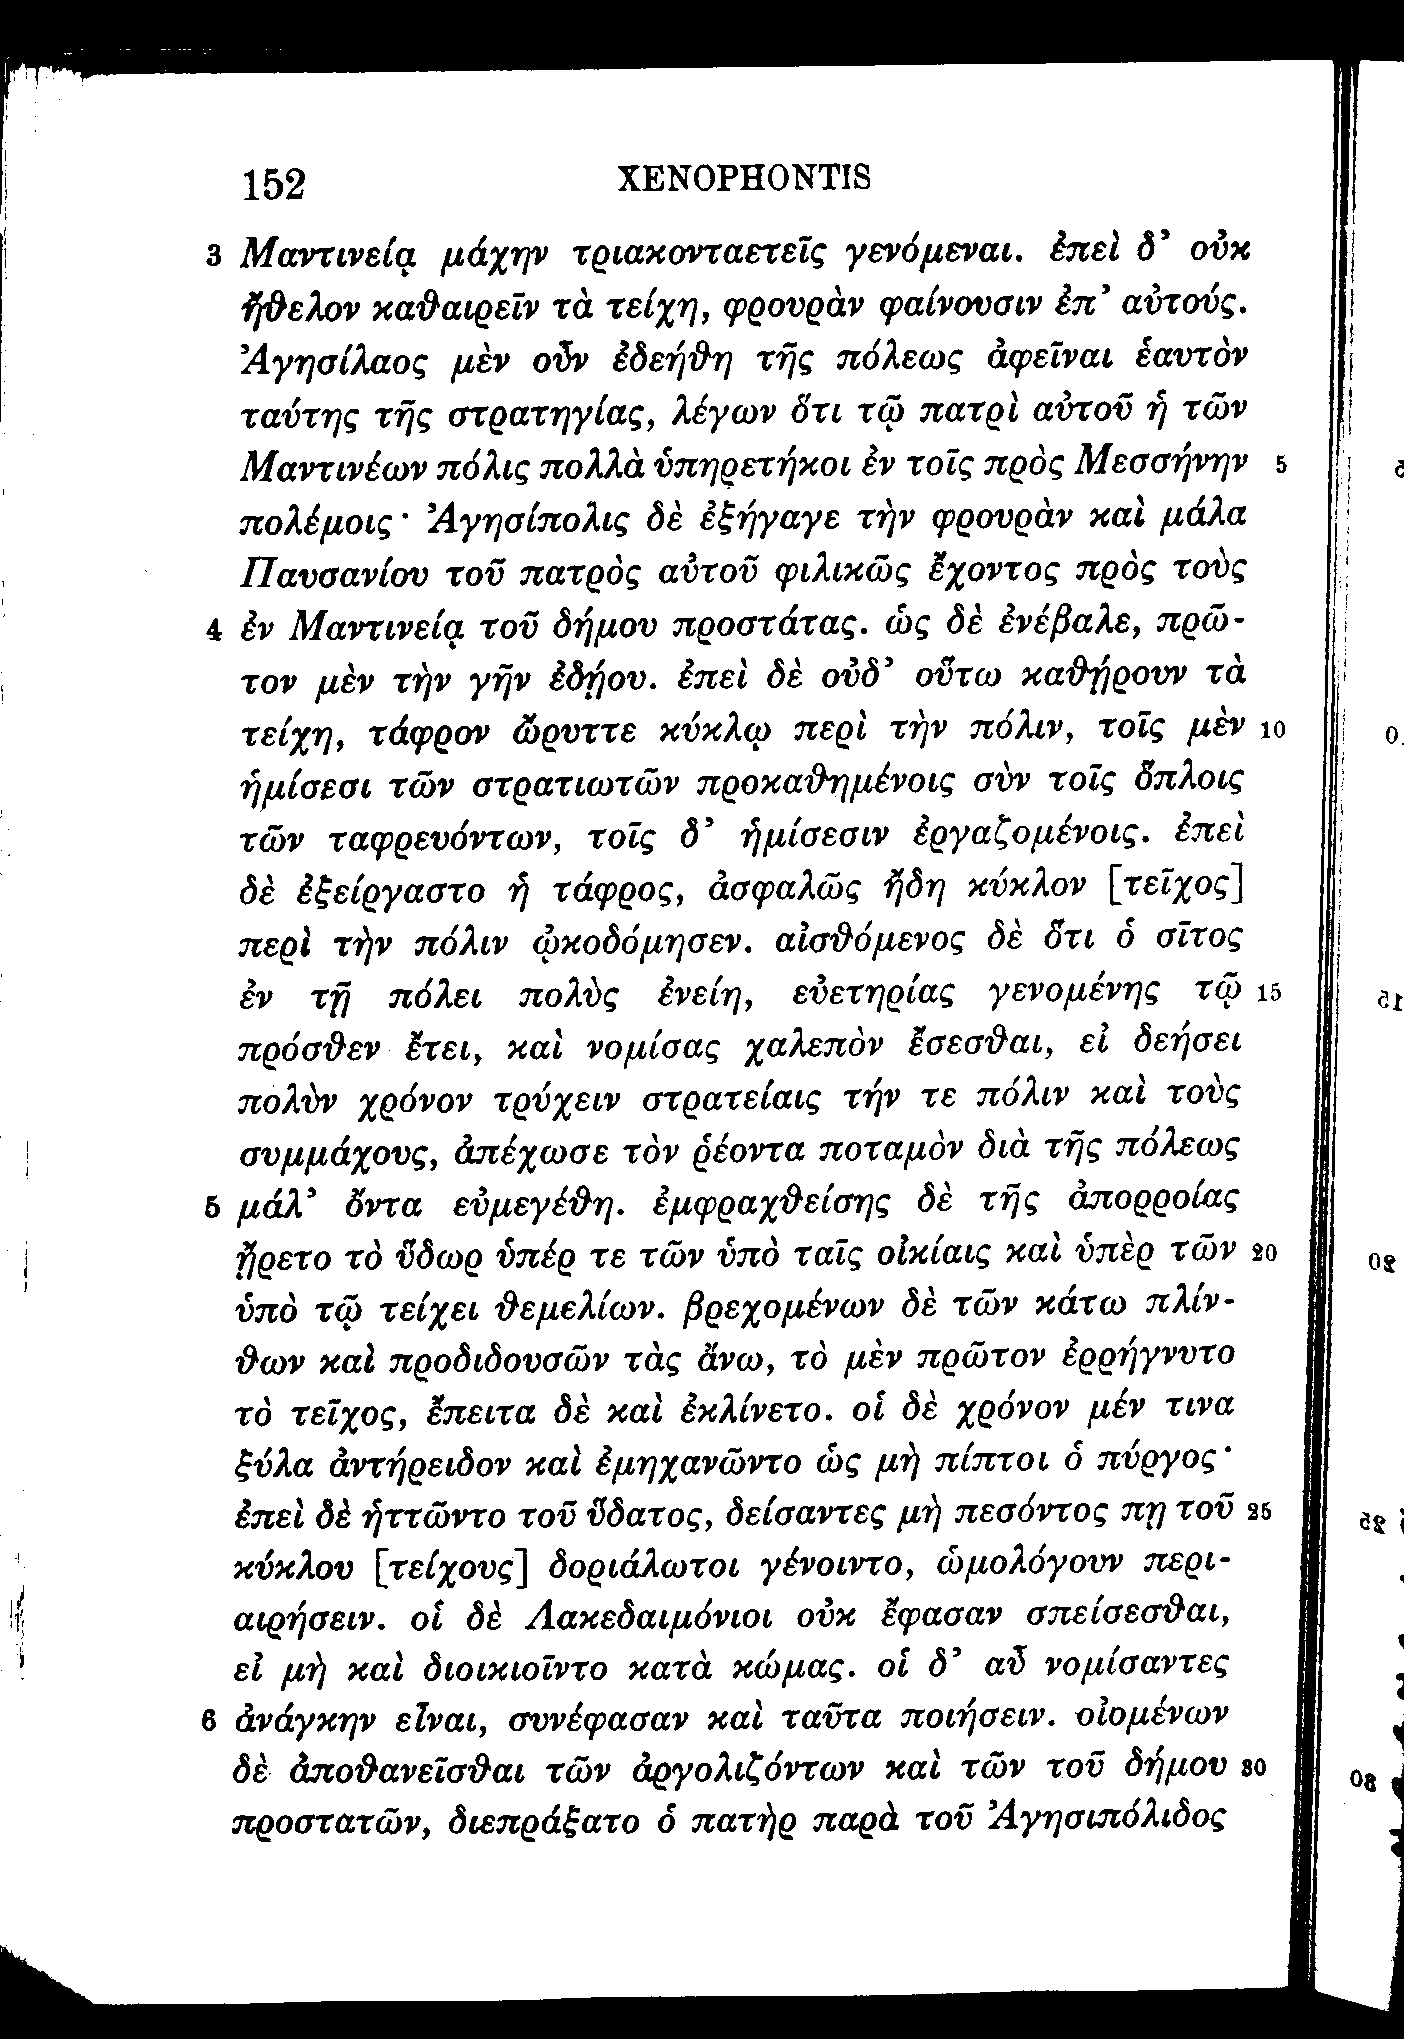 152 XENOPHONTIS
3 Μαντινείᾳ μάχην τριακονταετεῖς γενόμεναι. ἐπεὶ δ᾽ οὐκ
ἤθελον καθαιρεῖν τὰ τείχη, φρουρὰν φαίνουσιν ἐπ᾽ αὐτούς.
Ἀγησίλαος μὲν οὖν ἐδεήθη τῆς πόλεως ἀφεῖναι ἑαυτὸν
ταύτης τῆς στρατηγίας, λέγων ὅτι τῷ πατρὶ αὐτοῦ ἡ τῶν
Μαντινέων πόλις πολλὰ ὑπηρετήκοι ἐν τοῖς πρὸς Μεσσήνην 5
πολέμοις· Ἀγησίπολις δὲ ἐξήγαγε τὴν φρουρὰν καὶ μάλα
Παυσανίου τοῦ πατρὸς αὐτοῦ φιλικῶς ἔχοντος πρὸς τοὺς
4 ἐν Μαντινείᾳ τοῦ δήμου προστάτας. ὡς δὲ ἐνέβαλε, πρῶ-
τον μὲν τὴν γῆν ἐδῄου. ἐπεὶ δὲ οὐδ᾽ οὕτω καθῄρουν τὰ
τείχη, τάφρον ὤρυττε κύκλῳ περὶ τὴν πόλιν, τοῖς μὲν 10
ἡμίσεσι τῶν στρατιωτῶν προκαθημένοις σὺν τοῖς ὅπλοις
τῶν ταφρευόντων, τοῖς δ᾽ ἡμίσεσιν ἐργαζομένοις. ἐπεὶ
δὲ ἐξείργαστο ἡ τάφρος, ἀσφαλῶς ἤδη κύκλον [τεῖχος]
περὶ τὴν πόλιν ᾠκοδόμησεν. αἰσθόμενος δὲ ὅτι ὁ σῖτος
ἐν τῇ πόλει πολὺς ἐνείη, εὐετηρίας γενομένης τῷ 15
πρόσθεν ἔτει, καὶ νομίσας χαλεπὸν ἔσεσθαι, εἰ δεήσει
πολὺν χρόνον τρύχειν στρατείαις τήν τε πόλιν καὶ τοὺς
συμμάχους, ἀπέχωσε τὸν ῥέοντα ποταμὸν διὰ τῆς πόλεως
5 μάλ᾽ ὄντα εὐμεγέθη. ἐμφραχθείσης δὲ τῆς ἀπορροίας
ᾔρετο τὸ ὕδωρ ὑπέρ τε τῶν ὑπὸ ταῖς οἰκίαις καὶ ὑπὲρ τῶν 20
ὑπὸ τῷ τείχει θεμελίων. βρεχομένων δὲ τῶν κάτω πλίν-
θων καὶ προδιδουσῶν τὰς ἄνω, τὸ μὲν πρῶτον ἐρρήγνυτο
τὸ τεῖχος, ἔπειτα δὲ καὶ ἐκλίνετο. οἱ δὲ χρόνον μέν τινα
ξύλα ἀντήρειδον καὶ ἐμηχανῶντο ὡς μὴ πίπτοι ὁ πύργος·
ἐπεὶ δὲ ἡττῶντο τοῦ ὕδατος, δείσαντες μὴ πεσόντος πῃ τοῦ 25
κύκλου [τείχους] δοριάλωτοι γένοιντο, ὡμολόγουν περι-
αιρήσειν. οἱ δὲ Λακεδαιμόνιοι οὐκ ἔφασαν σπείσεσθαι,
εἰ μὴ καὶ διοικιοῖντο κατὰ κώμας. οἱ δ᾽ αὖ νομίσαντες
6 ἀνάγκην εἶναι, συνέφασαν καὶ ταῦτα ποιήσειν. οἰομένων
δὲ ἀποθανεῖσθαι τῶν ἀργολιζόντων καὶ τῶν τοῦ δήμου 30
προστατῶν, διεπράξατο ὁ πατὴρ παρὰ τοῦ Ἀγησιπόλιδος